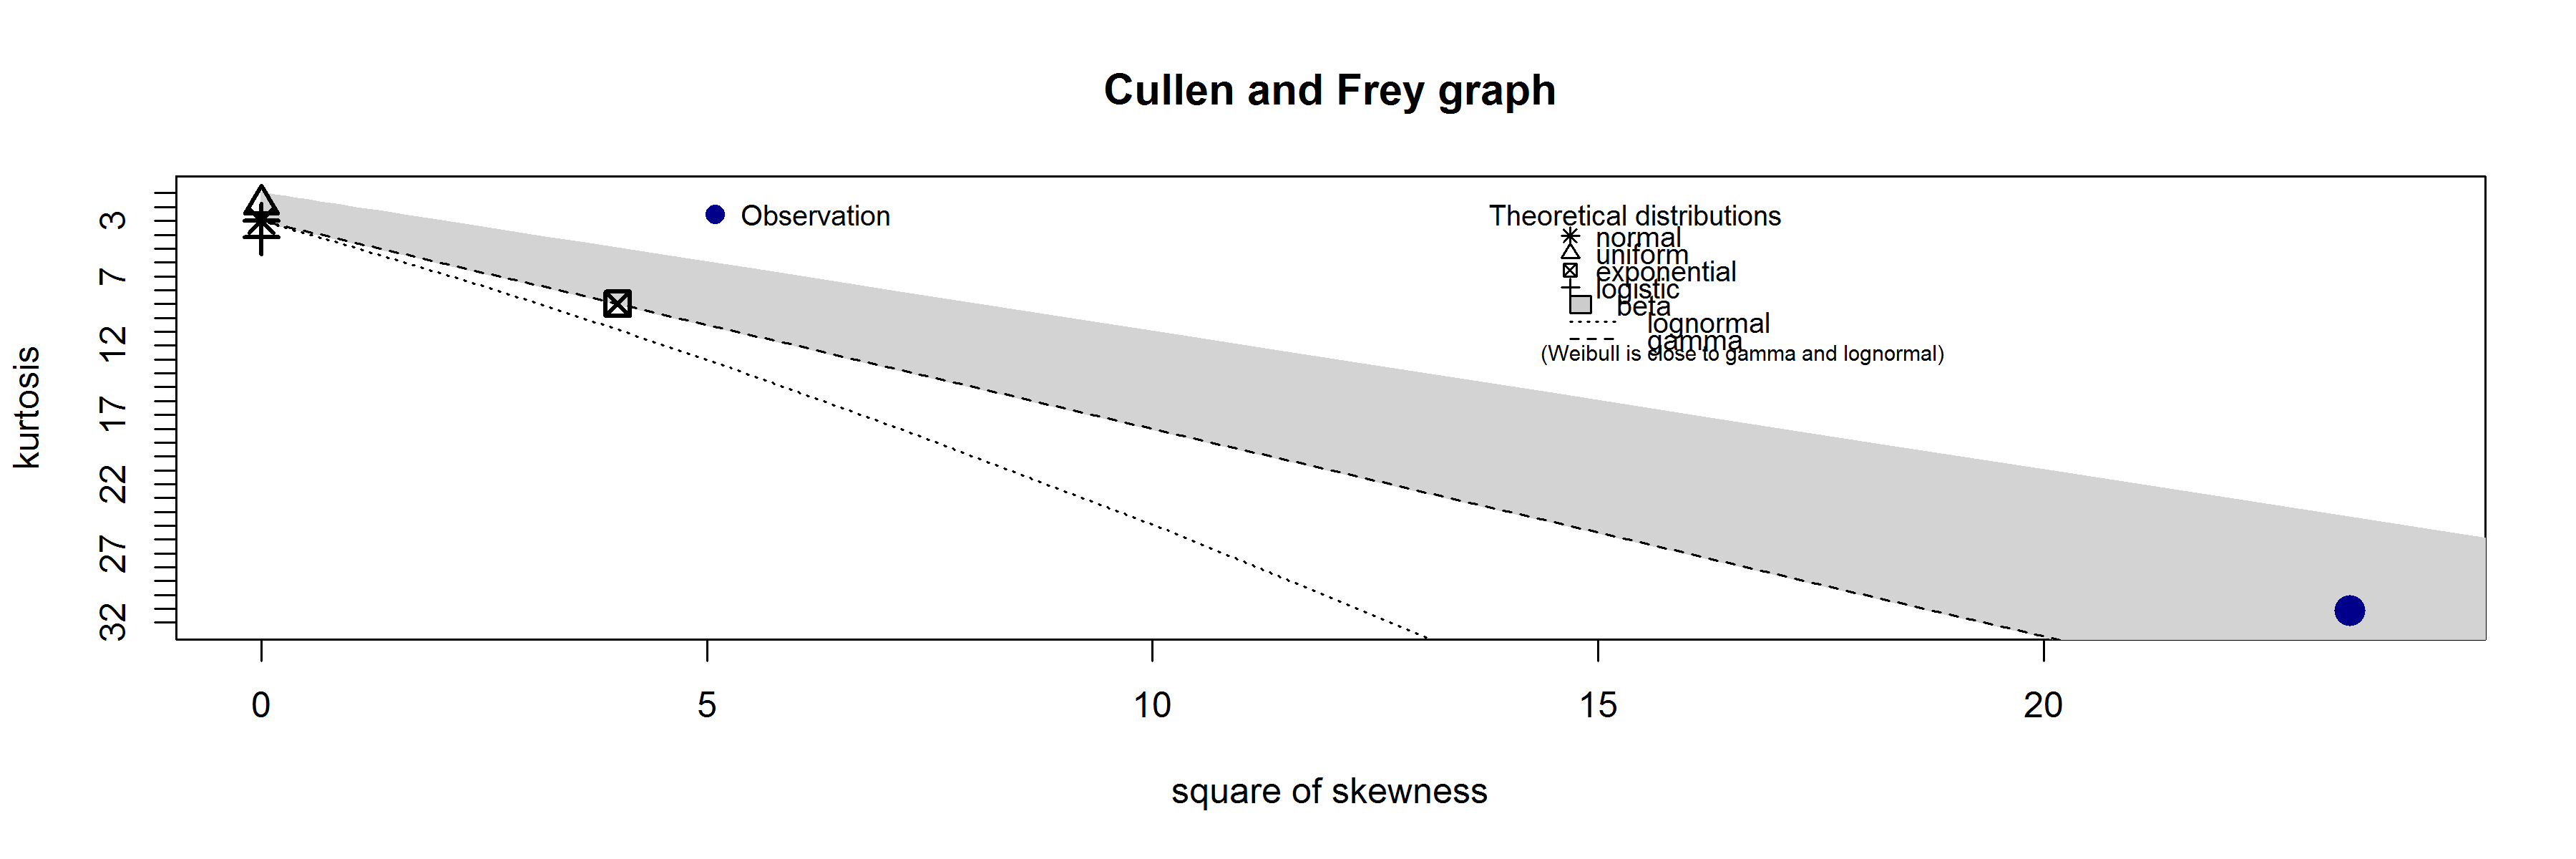 Cullen and Frey graph
Observation
Theoretical distributions
normal
uniform
exponential
logistic
beta
lognormal
gamma
(Weibull is close to gamma and lognormal)
kurtosis
3
7
12
17
22
27
32
0 5 10 15 20
square of skewness